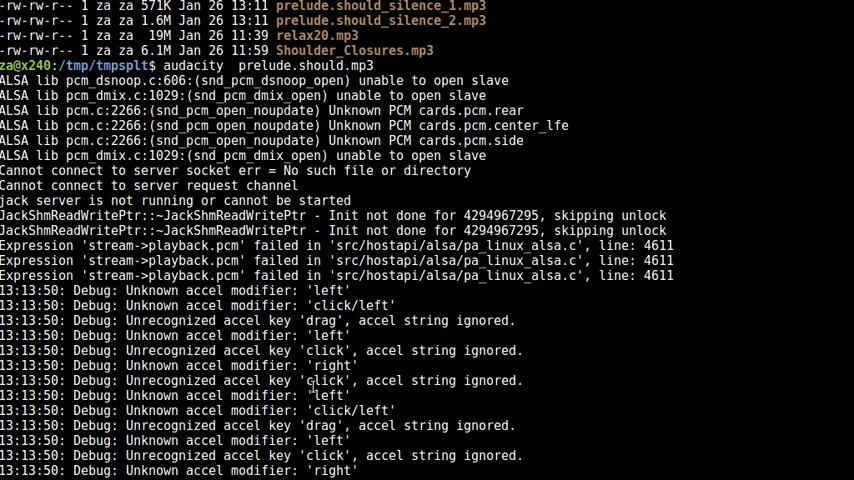 -rw-rw-r-- 1 za za 571K Jan 26 13:11 prelude.should_silence_1.mp3
-rw-rw-r-- 1 za za 1.6M Jan 26 13:11 prelude.should_silence_2.mp3
-rw-rw-r-- 1 za za  19M Jan 26 11:39 relax20.mp3
-rw-rw-r-- 1 za za 6.1M Jan 26 11:59 Shoulder_Closures.mp3
za@x240:/tmp/tmpsplt$ audacity  prelude.should.mp3
ALSA lib pcm_dsnoop.c:606:(snd_pcm_dsnoop_open) unable to open slave
ALSA lib pcm_dmix.c:1029:(snd_pcm_dmix_open) unable to open slave
ALSA lib pcm.c:2266:(snd_pcm_open_noupdate) Unknown PCM cards.pcm.rear
ALSA lib pcm.c:2266:(snd_pcm_open_noupdate) Unknown PCM cards.pcm.center_lfe
ALSA lib pcm.c:2266:(snd_pcm_open_noupdate) Unknown PCM cards.pcm.side
ALSA lib pcm_dmix.c:1029:(snd_pcm_dmix_open) unable to open slave
Cannot connect to server socket err = No such file or directory
Cannot connect to server request channel
jack server is not running or cannot be started
JackShmReadWritePtr::~JackShmReadWritePtr - Init not done for 4294967295, skipping unlock
JackShmReadWritePtr::~JackShmReadWritePtr - Init not done for 4294967295, skipping unlock
Expression 'stream->playback.pcm' failed in 'src/hostapi/alsa/pa_linux_alsa.c', line: 4611
Expression 'stream->playback.pcm' failed in 'src/hostapi/alsa/pa_linux_alsa.c', line: 4611
Expression 'stream->playback.pcm' failed in 'src/hostapi/alsa/pa_linux_alsa.c', line: 4611
13:13:50: Debug: Unknown accel modifier: 'left'
13:13:50: Debug: Unknown accel modifier: 'click/left'
13:13:50: Debug: Unrecognized accel key 'drag', accel string ignored.
13:13:50: Debug: Unknown accel modifier: 'left'
13:13:50: Debug: Unrecognized accel key 'click', accel string ignored.
13:13:50: Debug: Unknown accel modifier: 'right'
13:13:50: Debug: Unrecognized accel key 'click', accel string ignored.
13:13:50: Debug: Unknown accel modifier: 'left'
13:13:50: Debug: Unknown accel modifier: 'click/left'
13:13:50: Debug: Unrecognized accel key 'drag', accel string ignored.
13:13:50: Debug: Unknown accel modifier: 'left'
13:13:50: Debug: Unrecognized accel key 'click', accel string ignored.
13:13:50: Debug: Unknown accel modifier: 'right'